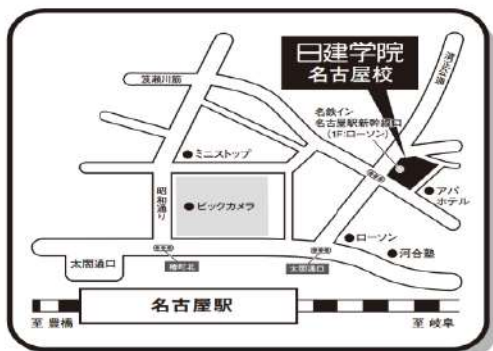 日建学院
名古屋校
笈瀬川筋
名鉄イン
名古屋駅新幹線口
(1F:ローソン)
ミニストップ
昭和通り
ビックカメラ
アパ
ホテル
ローソン
河合塾
太閤通口
椿町北
太閤通口
名古屋駅
至 豊橋
至 岐阜